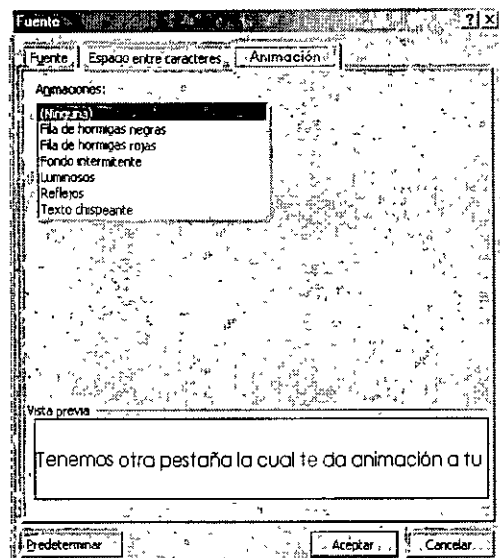 Fuente ? x
Fuente Espacio entre caracteres Animación
Animaciones:
(Ninguna)
Fila de hormigas negras
Fila de hormigas rojas
Fondo intermitente
Luminosos
Reflejos
Texto chispeante
Vista previa
Tenemos otra pestaña la cual te da animación a tu
Predeterminar Aceptar Cancelar